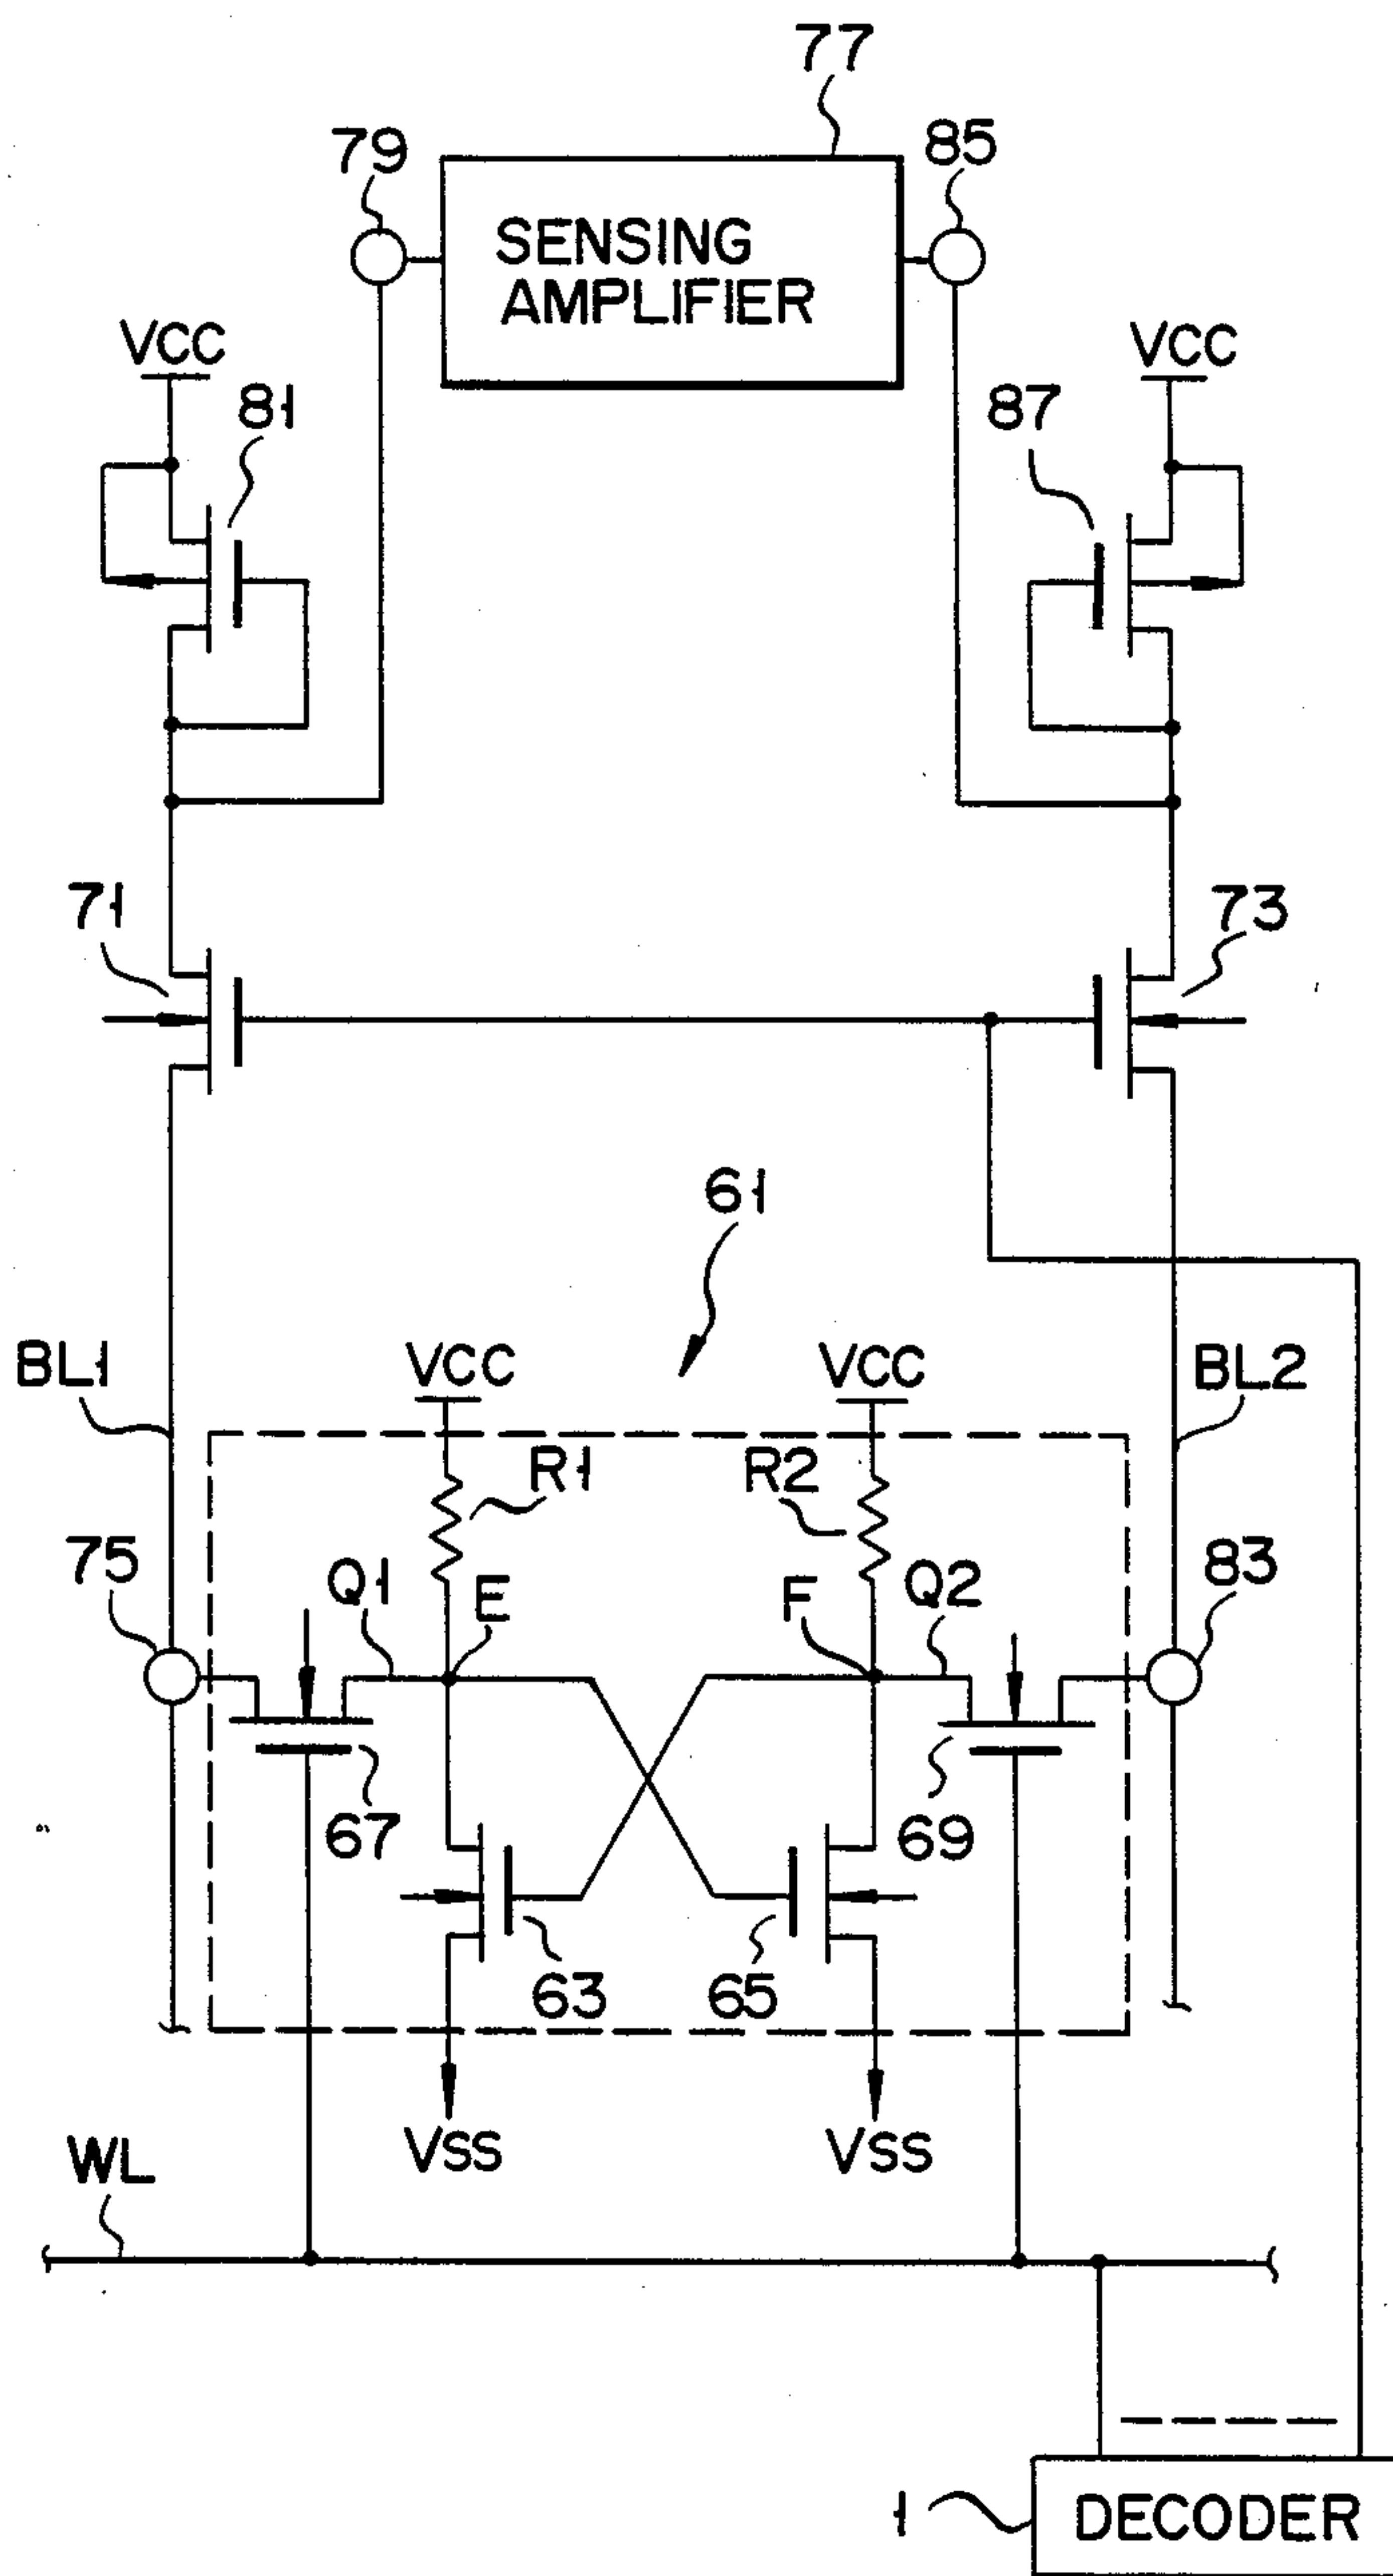 77
79
85
SENSING
AMPLIFIER
VCC
VCC
81
87
71
73
61
BL1
VCC
VCC
BL2
R1
R2
75
Q1
E
F
Q2
83
67
69
63
65
VSS
VSS
WL
1
DECODER